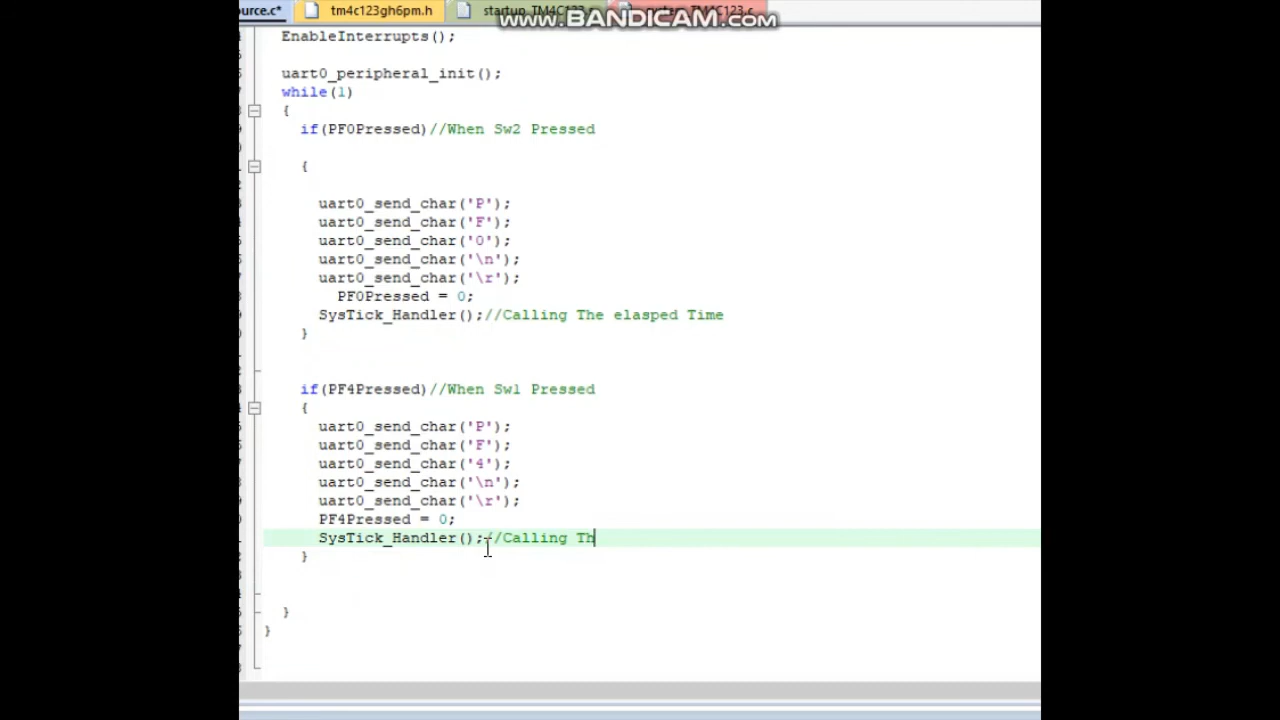 ource.c* tm4c123gh6pm.h startup_TM4C123.s system_TM4C123.c
www.BANDICAM.com
EnableInterrupts();
uart0_peripheral_init();
while(1)
{
if(PF0Pressed)//When Sw2 Pressed
{
uart0_send_char('P');
uart0_send_char('F');
uart0_send_char('0');
uart0_send_char('\n');
uart0_send_char('\r');
PF0Pressed = 0;
SysTick_Handler();//Calling The elasped Time
}
if(PF4Pressed)//When Sw1 Pressed
{
uart0_send_char('P');
uart0_send_char('F');
uart0_send_char('4');
uart0_send_char('\n');
uart0_send_char('\r');
PF4Pressed = 0;
SysTick_Handler();//Calling Th
}
}
}